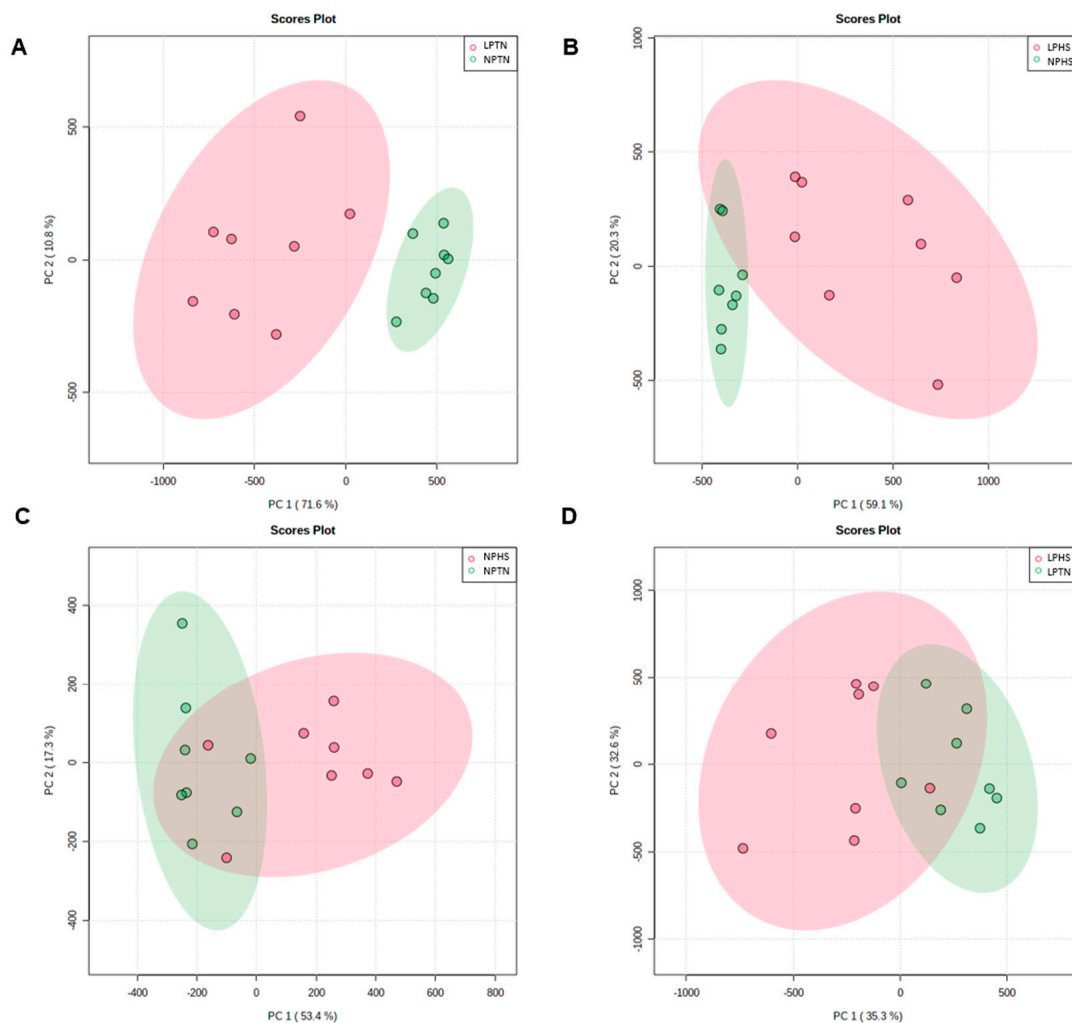 A
Scores Plot
LPTN
NPTN
PC 2 ( 10.8 %)
500
0
-500
-1000
-500
0
500
PC 1 ( 71.6 %)
B
Scores Plot
LPHS
NPHS
PC 2 ( 20.3 %)
1000
500
0
-500
-500
0
500
1000
PC 1 ( 59.1 %)
C
Scores Plot
NPHS
NPTN
PC 2 ( 17.3 %)
400
200
0
-200
-400
-400
-200
0
200
400
600
800
PC 1 ( 53.4 %)
D
Scores Plot
LPHS
LPTN
PC 2 ( 32.6 %)
1000
500
0
-500
-1000
-1000
-500
0
500
PC 1 ( 35.3 %)